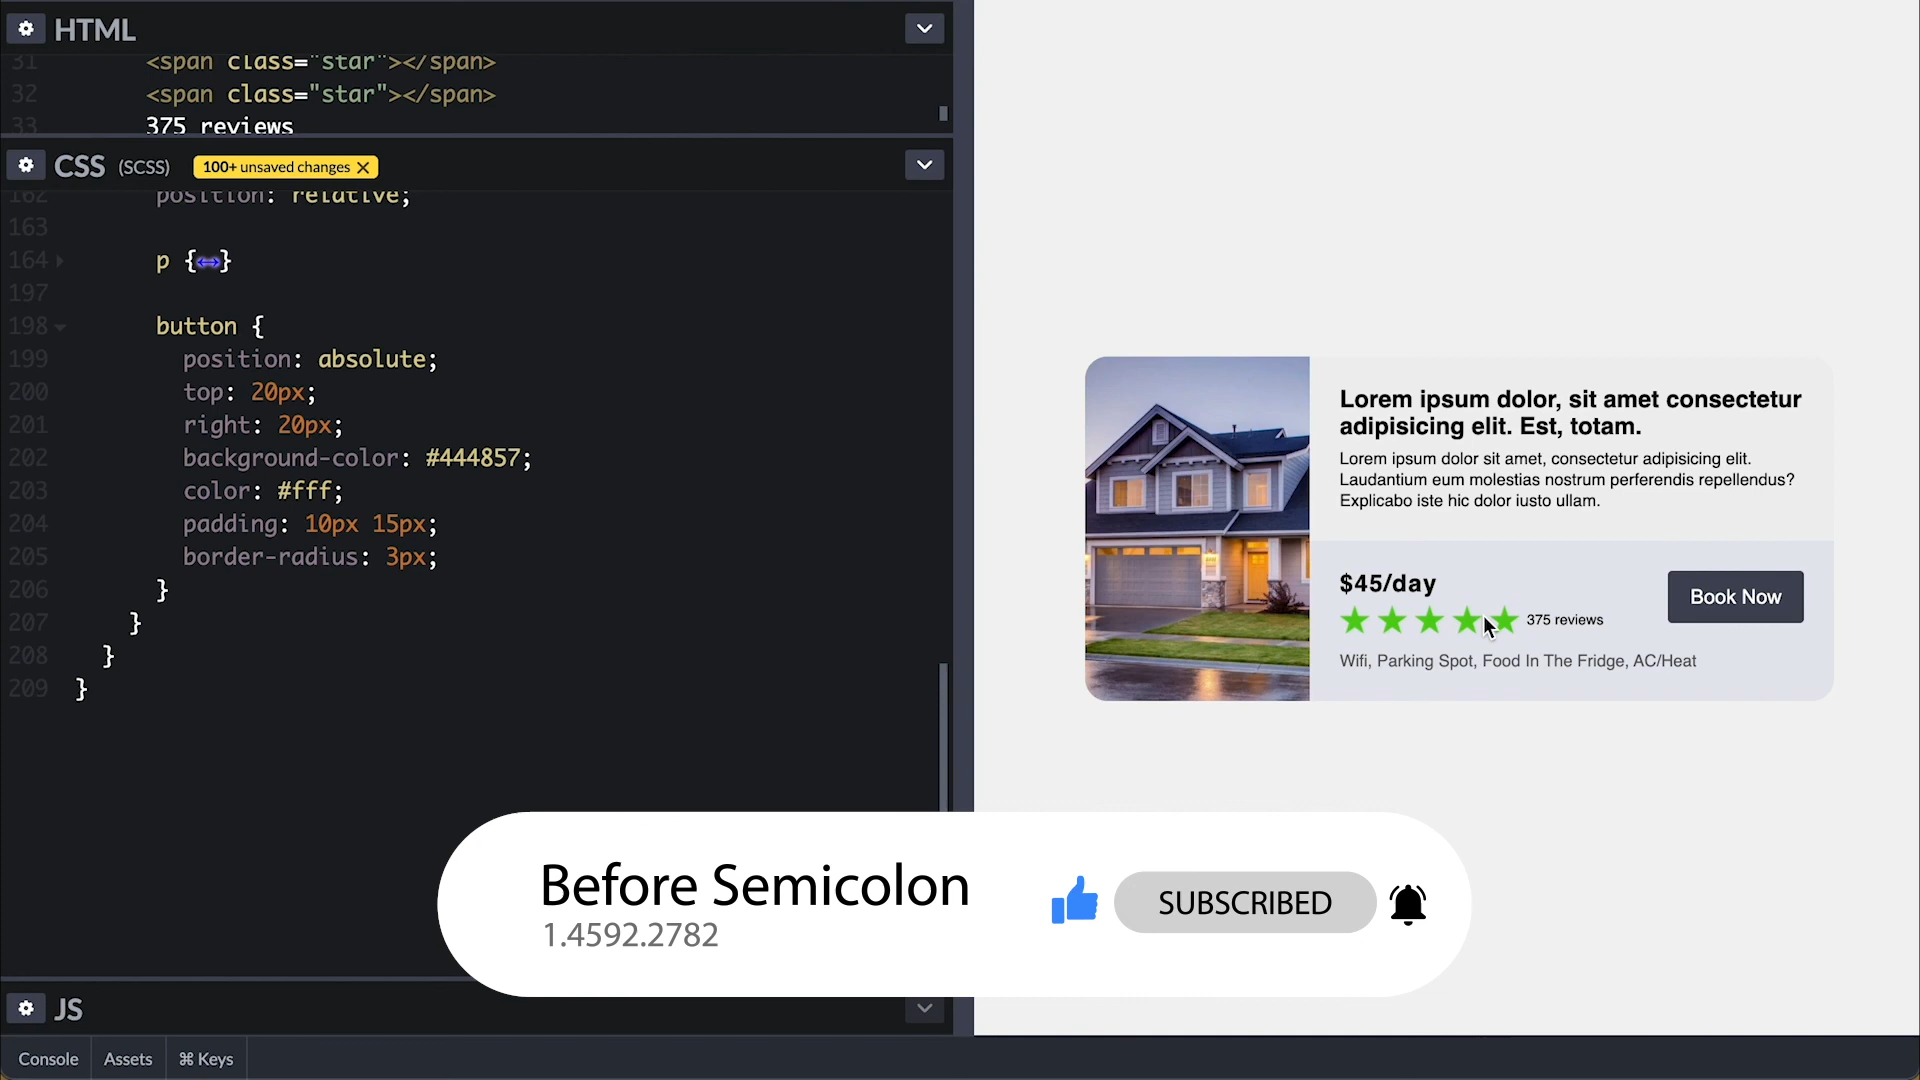 HTML
31 <span class="star"></span>
32 <span class="star"></span>
33 375 reviews
CSS (SCSS) 100+ unsaved changes
162 position: relative;
163
164 p {↔}
197
198 button {
199 position: absolute;
200 top: 20px;
201 right: 20px;
202 background-color: #444857;
203 color: #fff;
204 padding: 10px 15px;
205 border-radius: 3px;
206 }
207 }
208 }
209 }
JS
Console Assets ⌘ Keys
Lorem ipsum dolor, sit amet consectetur
adipisicing elit. Est, totam.
Lorem ipsum dolor sit amet, consectetur adipisicing elit.
Laudantium eum molestias nostrum perferendis repellendus?
Explicabo iste hic dolor iusto ullam.
$45/day
375 reviews
Book Now
Wifi, Parking Spot, Food In The Fridge, AC/Heat
Before Semicolon
1.4592.2782
SUBSCRIBED